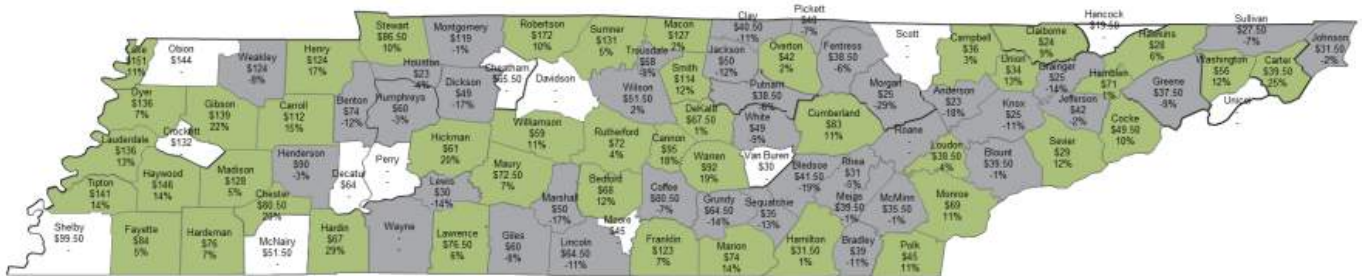 Lake
$151
11%
Obion
$144
-
Weakley
$124
-8%
Henry
$124
17%
Stewart
$86.50
10%
Montgomery
$119
-1%
Robertson
$172
10%
Sumner
$131
5%
Macon
$127
2%
Clay
$40.50
-11%
Pickett
$40
-7%
Scott
-
Campbell
$36
3%
Claiborne
$24
9%
Hancock
$19.50
-
Hawkins
$28
6%
Sullivan
$27.50
-7%
Johnson
$31.50
-2%
Dyer
$136
7%
Gibson
$139
22%
Carroll
$112
15%
Benton
$74
-12%
Houston
$23
-4%
Humphreys
$60
-3%
Dickson
$49
-17%
Cheatham
$65.50
-
Davidson
-
Wilson
$51.50
2%
Trousdale
$68
Smith
$114
12%
Jackson
$50
-12%
Overton
$42
2%
Fentress
$38.50
-6%
Putnam
$38.50
Morgan
$25
-29%
Anderson
$23
-18%
Union
$34
13%
Grainger
$25
-14%
Hamblen
$71
1%
Greene
$37.50
-9%
Washington
$56
12%
Carter
$39.50
25%
Unicoi
-
Lauderdale
$136
13%
Crockett
$132
-
Haywood
$146
14%
Madison
$128
5%
Henderson
$90
-3%
Decatur
$64
-
Perry
-
Hickman
$61
20%
Williamson
$59
11%
Rutherford
$72
4%
Cannon
$95
18%
DeKalb
$67.50
1%
White
$49
-9%
Cumberland
$83
11%
Roane
-
Knox
$25
-11%
Jefferson
$42
-2%
Cocke
$49.50
10%
Tipton
$141
14%
Chester
$80.50
Lewis
$30
-14%
Maury
$72.50
7%
Marshall
$50
-17%
Bedford
$68
12%
Coffee
$80.50
-7%
Warren
$92
19%
Van Buren
$30
-
Bledsoe
$41.50
-19%
Rhea
$31
-5%
Loudon
$38.50
4%
Blount
$39.50
-1%
Sevier
$29
12%
Shelby
$99.50
-
Fayette
$84
5%
Hardeman
$76
7%
McNairy
$51.50
-
Hardin
$67
29%
Wayne
-
Lawrence
$76.50
6%
Giles
$60
-8%
Lincoln
$64.50
-11%
Moore
$45
-
Franklin
$123
7%
Grundy
$64.50
-14%
Sequatchie
$35
-13%
Marion
$74
14%
Hamilton
$31.50
1%
Meigs
$39.50
-1%
McMinn
$35.50
-1%
Bradley
$39
-11%
Monroe
$69
11%
Polk
$45
11%